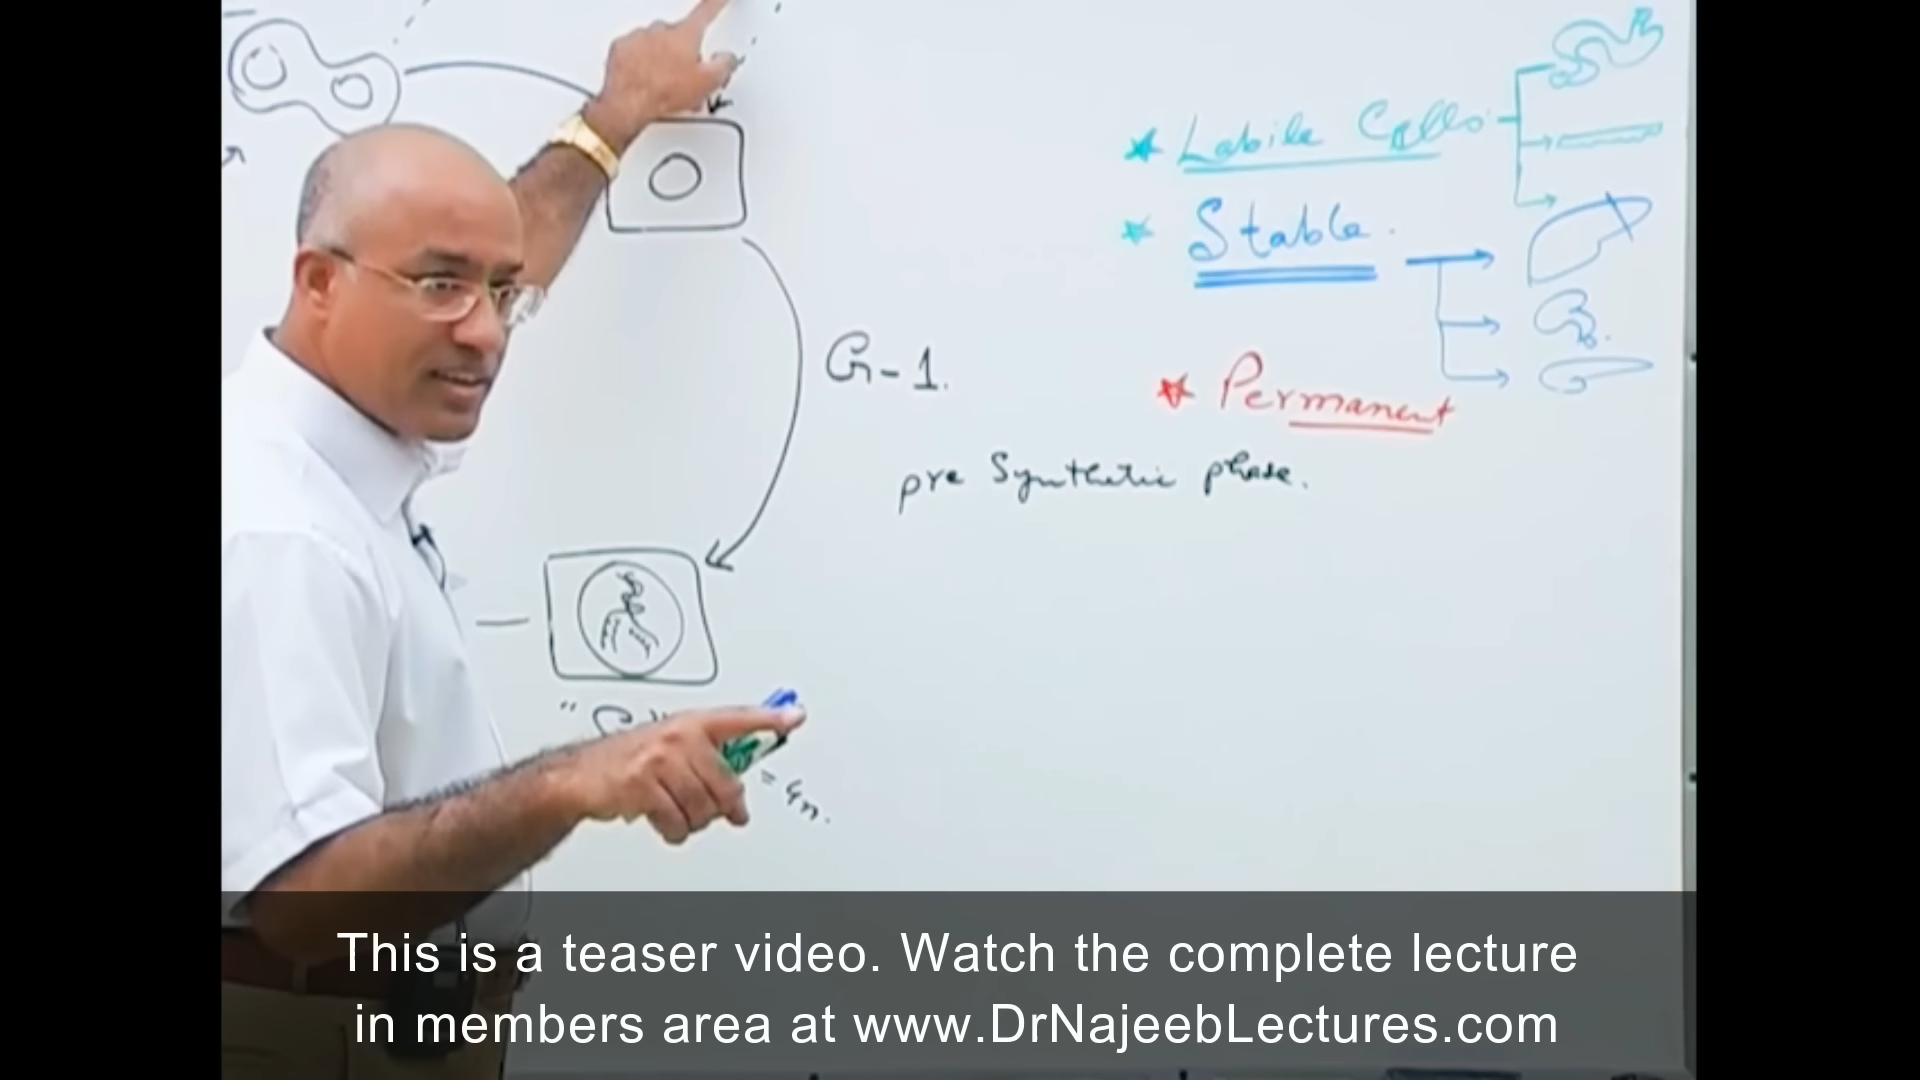 Labile Cells
Stable.
G-1.
Permanent
pre Synthetic phase.
"S"
= 4n.
This is a teaser video. Watch the complete lecture
in members area at www.DrNajeebLectures.com